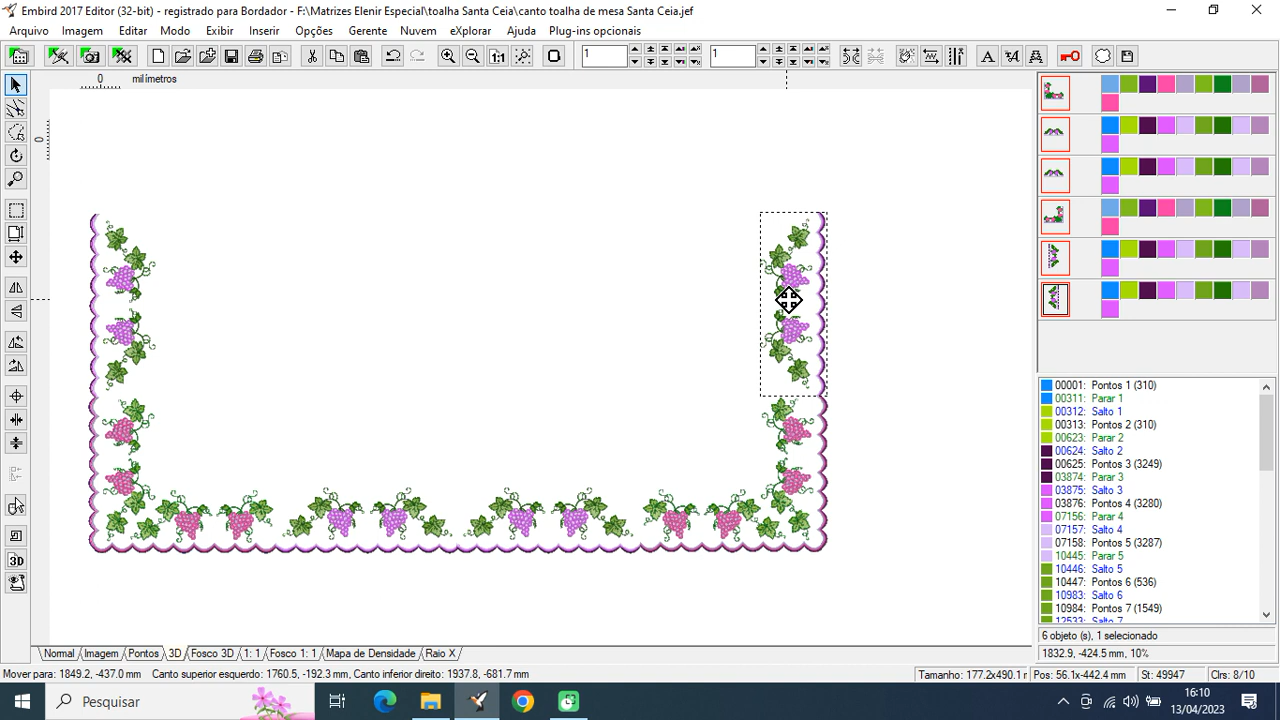 Embird 2017 Editor (32-bit) - registrado para Bordador - F:\Matrizes Elenir Especial\toalha Santa Ceia\canto toalha de mesa Santa Ceia.jef
Arquivo Imagem Editar Modo Exibir Inserir Opções Gerente Nuvem eXplorar Ajuda Plug-ins opcionais
1:1 1 1
0 milímetros
0
00001: Pontos 1 (310)
00311: Parar 1
00312: Salto 1
00313: Pontos 2 (310)
00623: Parar 2
00624: Salto 2
00625: Pontos 3 (3249)
03874: Parar 3
03875: Salto 3
03876: Pontos 4 (3280)
07156: Parar 4
07157: Salto 4
07158: Pontos 5 (3287)
10445: Parar 5
10446: Salto 5
10447: Pontos 6 (536)
10983: Salto 6
10984: Pontos 7 (1549)
12533: Salto 7
3D
6 objeto (s), 1 selecionado
Normal Imagem Pontos 3D Fosco 3D 1: 1 Fosco 1: 1 Mapa de Densidade Raio X
1832.9, -424.5 mm, 10%
Mover para: 1849.2, -437.0 mm Canto superior esquerdo: 1760.5, -192.3 mm, Canto inferior direito: 1937.8, -681.7 mm Tamanho: 177.2x490.1 m Pos: 56.1x-442.4 mm St: 49947 Clrs: 8/10
Pesquisar
16:10
13/04/2023